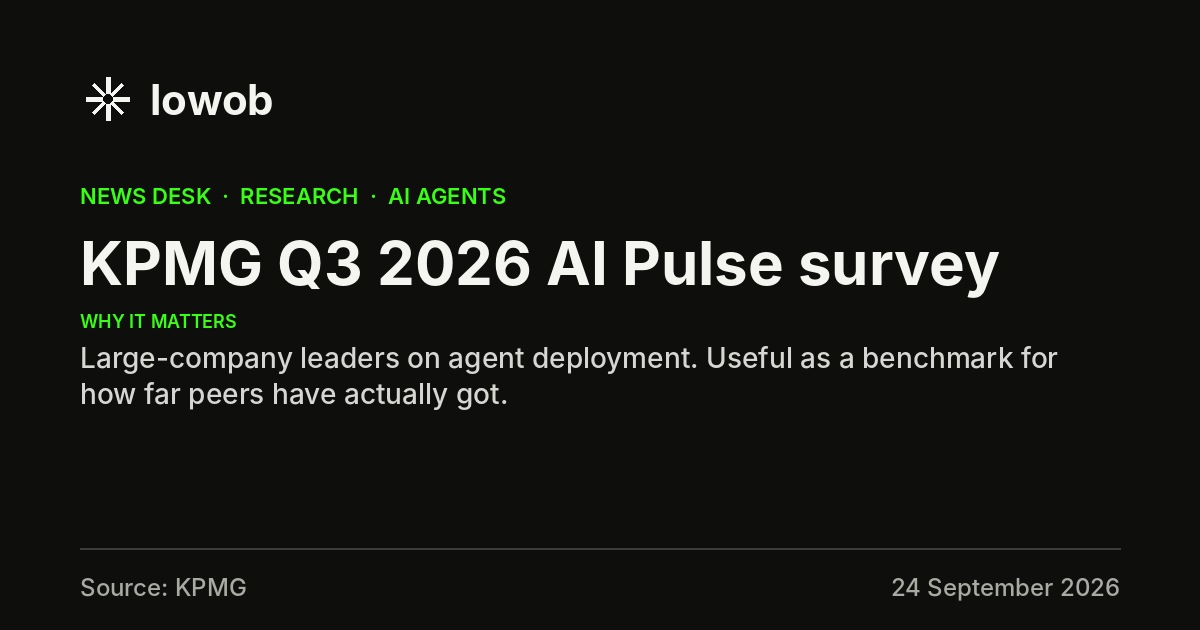 lowob
NEWS DESK · RESEARCH · AI AGENTS
KPMG Q3 2026 AI Pulse survey
WHY IT MATTERS
Large-company leaders on agent deployment. Useful as a benchmark for
how far peers have actually got.
Source: KPMG
24 September 2026